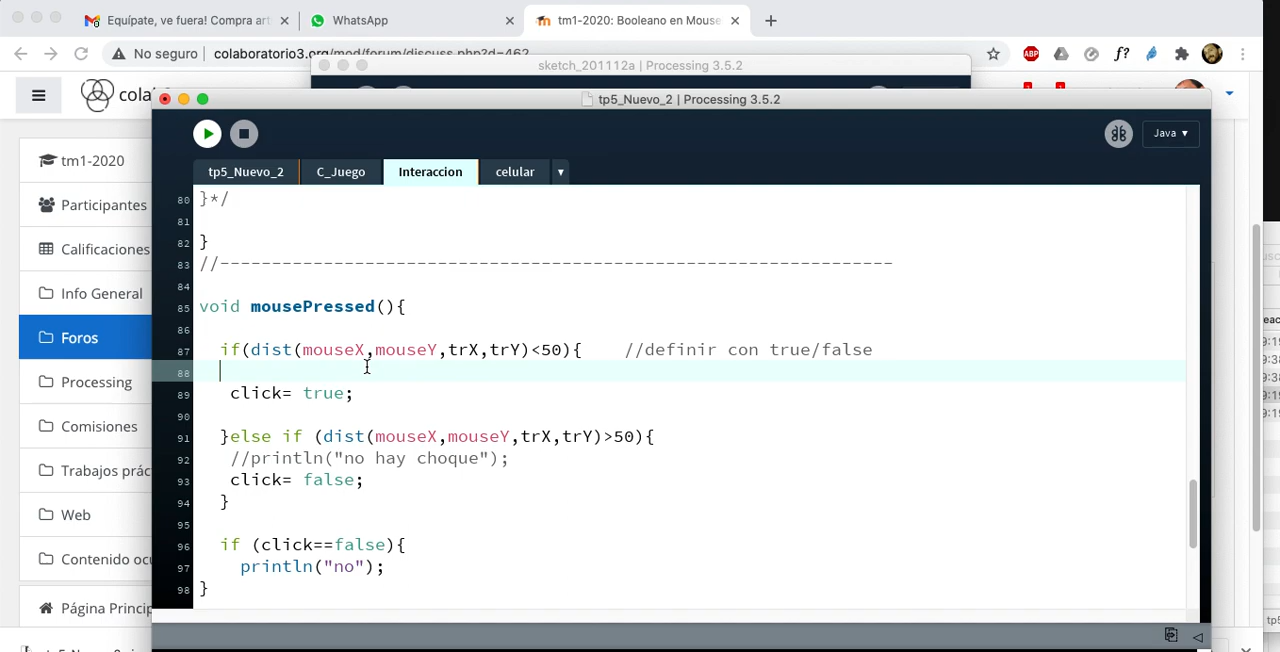 Equípate, ve fuera! Compra art
WhatsApp
tm1-2020: Booleano en Mouse
No seguro
colaboratorio3.org/mod/forum/discuss.php?d=462
ABP
f?
sketch_201112a | Processing 3.5.2
tp5_Nuevo_2 | Processing 3.5.2
Java ▾
tp5_Nuevo_2
C_Juego
Interaccion
celular
tm1-2020
Participantes
Calificaciones
Info General
Foros
Processing
Comisiones
Trabajos prác
Web
Contenido oc
Página Princip
80 }*/
81
82 }
83 //-----------------------------------------------------------------
84
85 void mousePressed(){
86
87 if(dist(mouseX,mouseY,trX,trY)<50){ //definir con true/false
88
89 click= true;
90
91 }else if (dist(mouseX,mouseY,trX,trY)>50){
92 //println("no hay choque");
93 click= false;
94 }
95
96 if (click==false){
97 println("no");
98 }